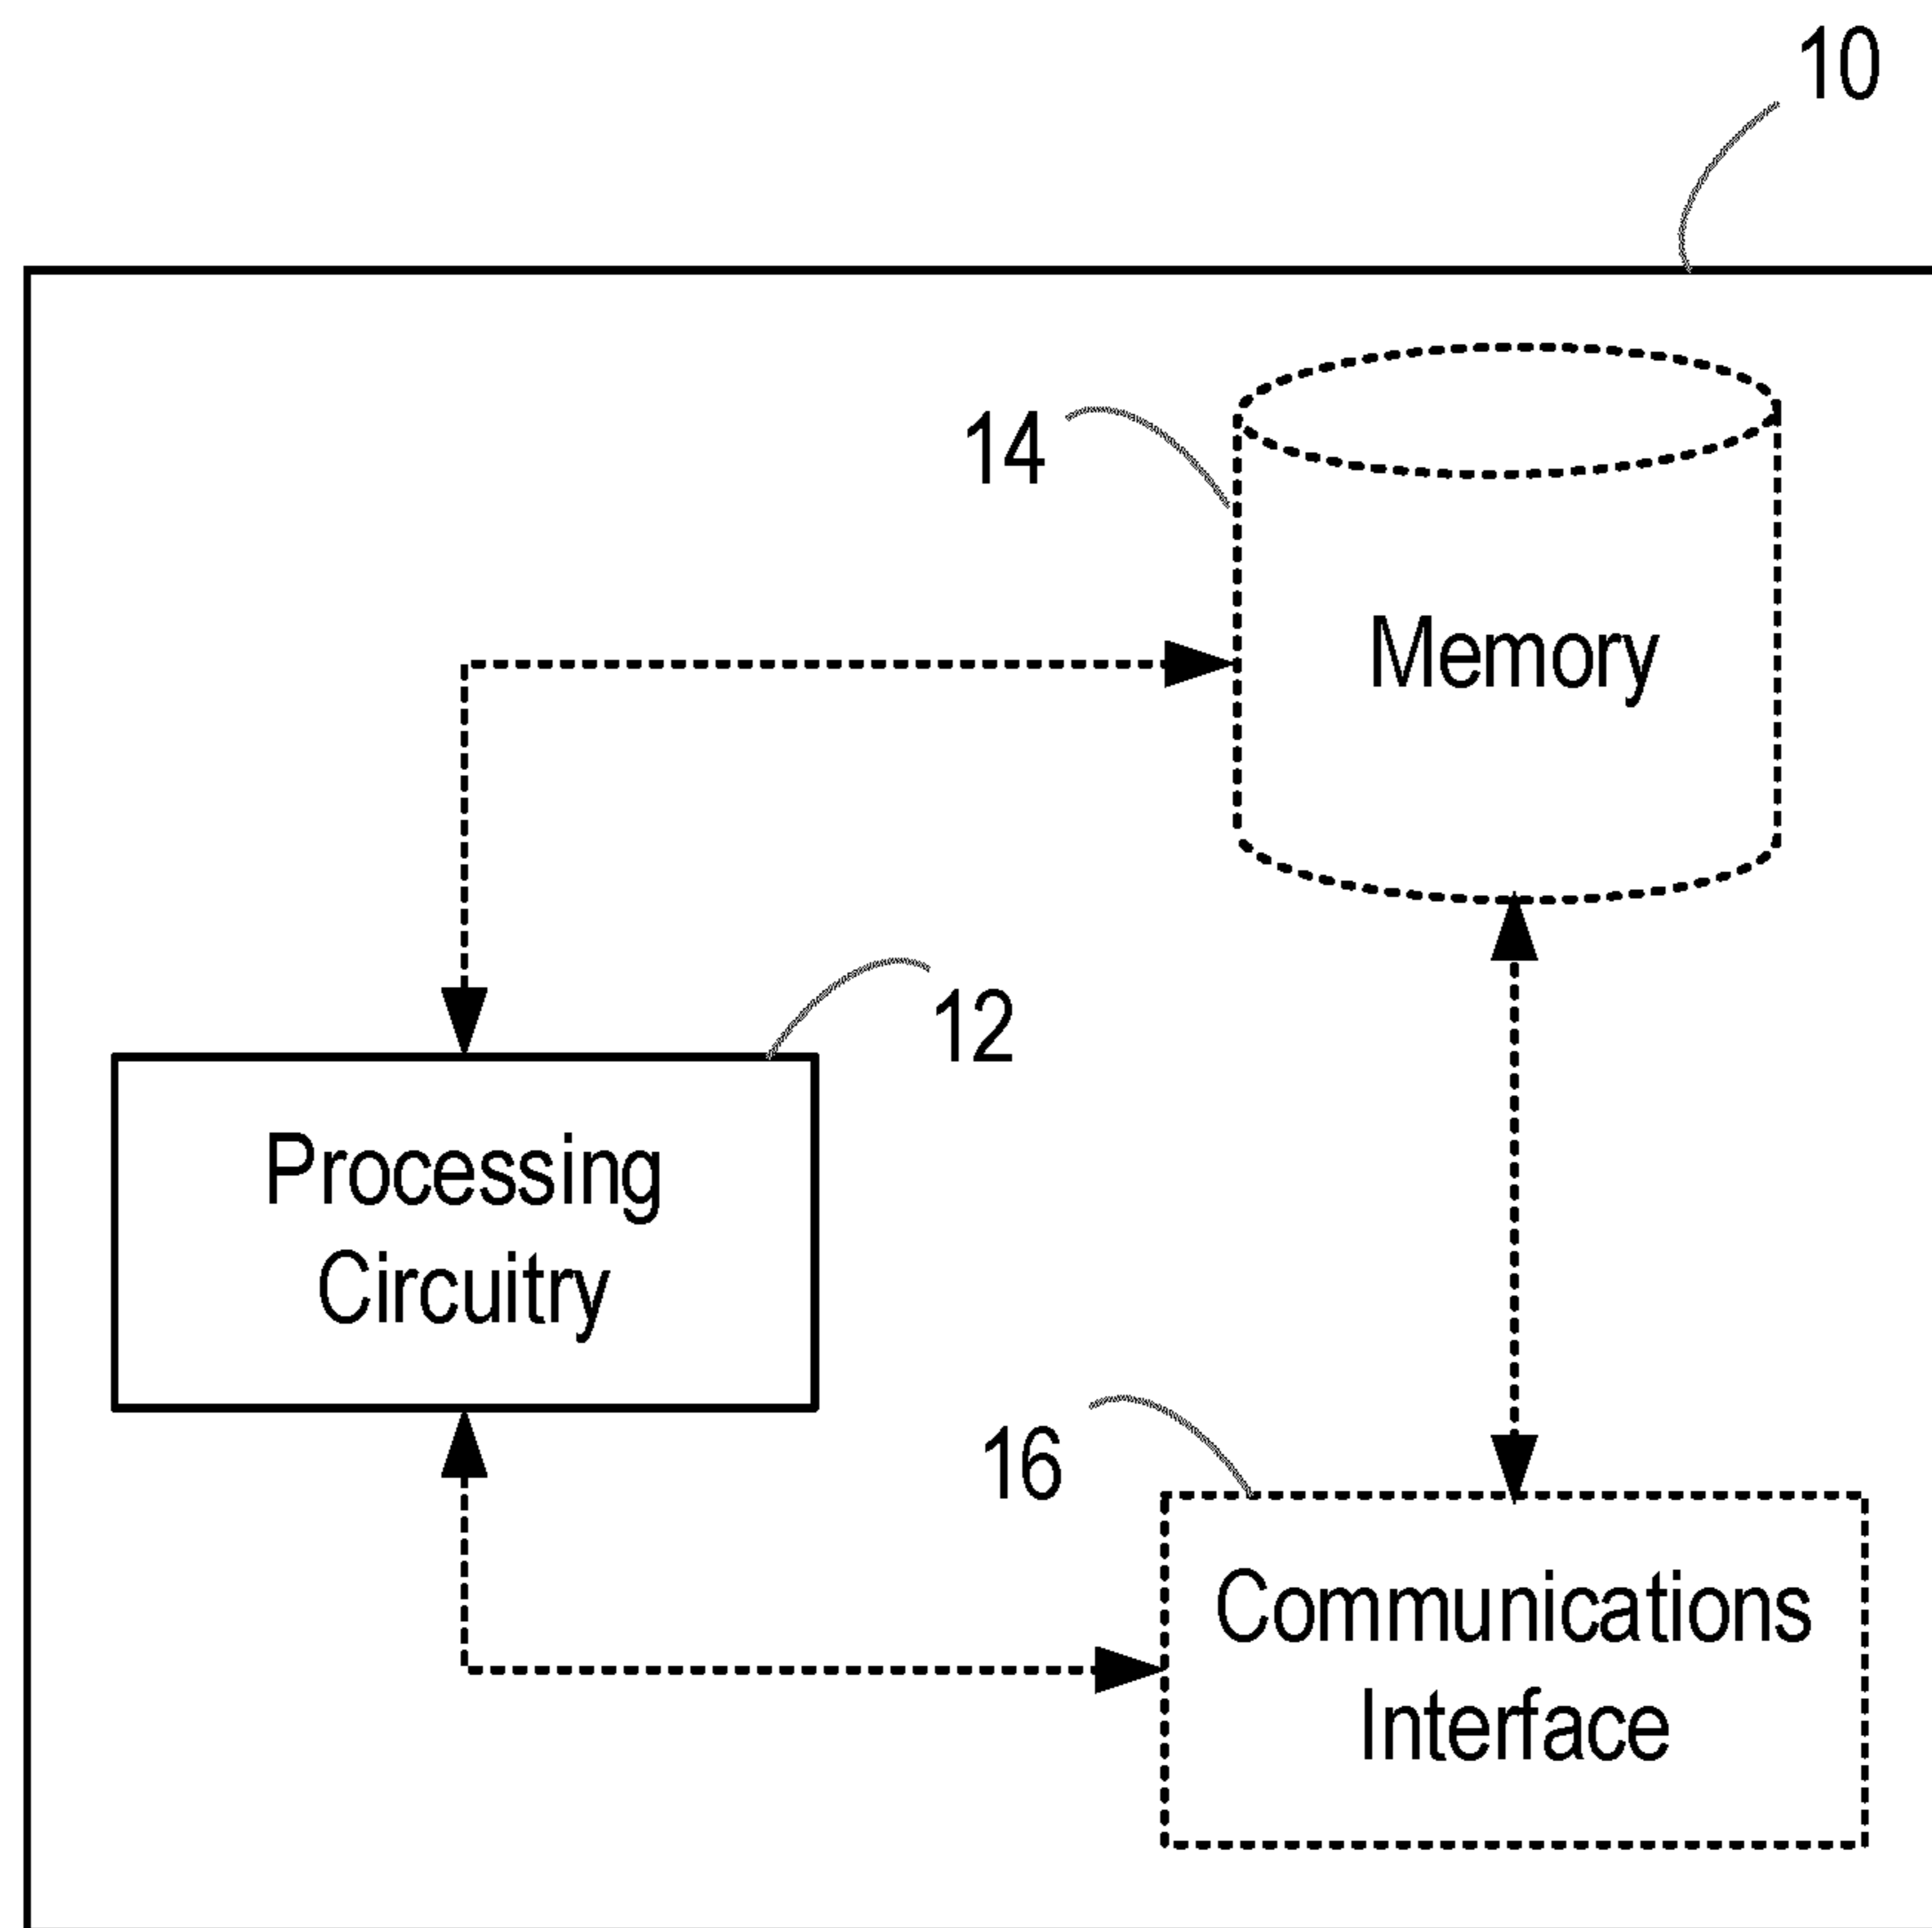 10
14
Memory
12
Processing
Circuitry
16
Communications
Interface